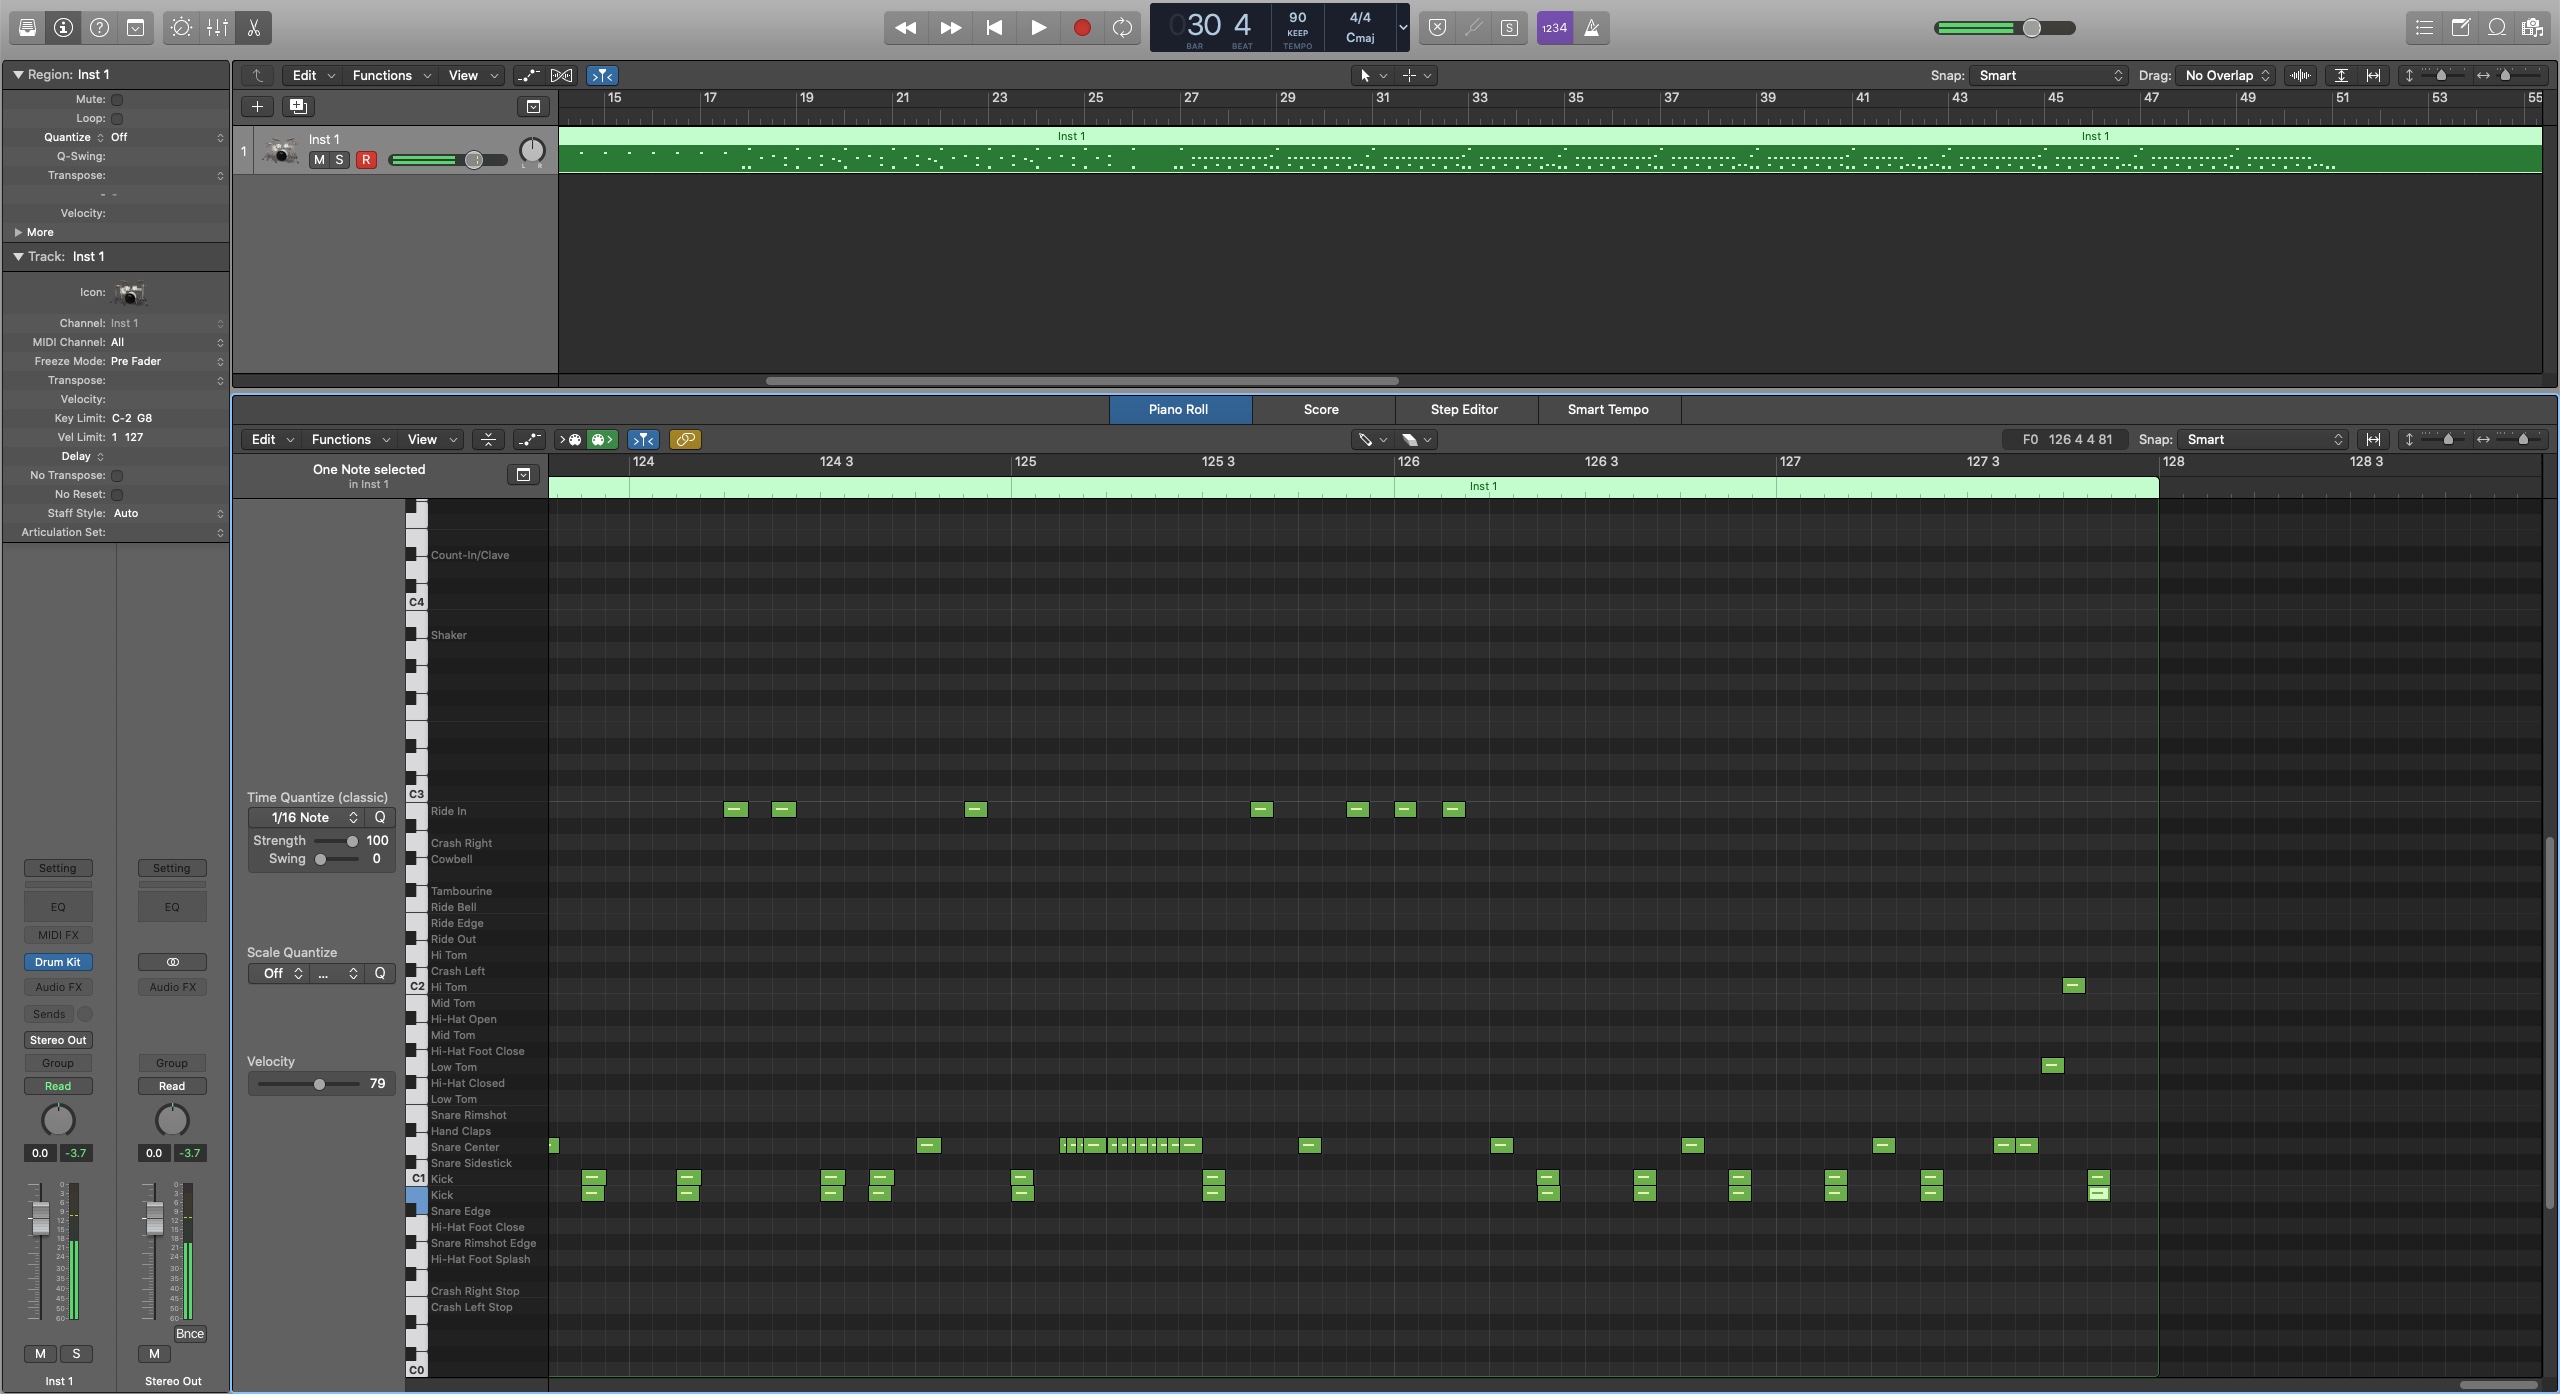 30 4
BAR BEAT
90
KEEP
TEMPO
4/4
Cmaj
S
1234
Region: Inst 1
Mute:
Loop:
Quantize Off
Q-Swing:
Transpose:
- -
Velocity:
More
Track: Inst 1
Icon:
Channel: Inst 1
MIDI Channel: All
Freeze Mode: Pre Fader
Transpose:
Velocity:
Key Limit: C-2 G8
Vel Limit: 1 127
Delay
No Transpose:
No Reset:
Staff Style: Auto
Articulation Set:
Setting Setting
EQ EQ
MIDI FX
Drum Kit
Audio FX Audio FX
Sends
Stereo Out
Group Group
Read Read
0.0 -3.7 0.0 -3.7
Bnce
M S M
Inst 1 Stereo Out
Edit Functions View
Snap: Smart Drag: No Overlap
15 17 19 21 23 25 27 29 31 33 35 37 39 41 43 45 47 49 51 53 55
1 Inst 1
M S R
L R
Inst 1 Inst 1
Piano Roll Score Step Editor Smart Tempo
Edit Functions View
F0 126 4 4 81 Snap: Smart
One Note selected
in Inst 1
124 124 3 125 125 3 126 126 3 127 127 3 128 128 3
Inst 1
Time Quantize (classic)
1/16 Note Q
Strength 100
Swing 0
Scale Quantize
Off ... Q
Velocity
79
Count-In/Clave
C4
Shaker
C3
Ride In
Crash Right
Cowbell
Tambourine
Ride Bell
Ride Edge
Ride Out
Hi Tom
Crash Left
C2 Hi Tom
Mid Tom
Hi-Hat Open
Mid Tom
Hi-Hat Foot Close
Low Tom
Hi-Hat Closed
Low Tom
Snare Rimshot
Hand Claps
Snare Center
Snare Sidestick
C1 Kick
Kick
Snare Edge
Hi-Hat Foot Close
Snare Rimshot Edge
Hi-Hat Foot Splash
Crash Right Stop
Crash Left Stop
C0